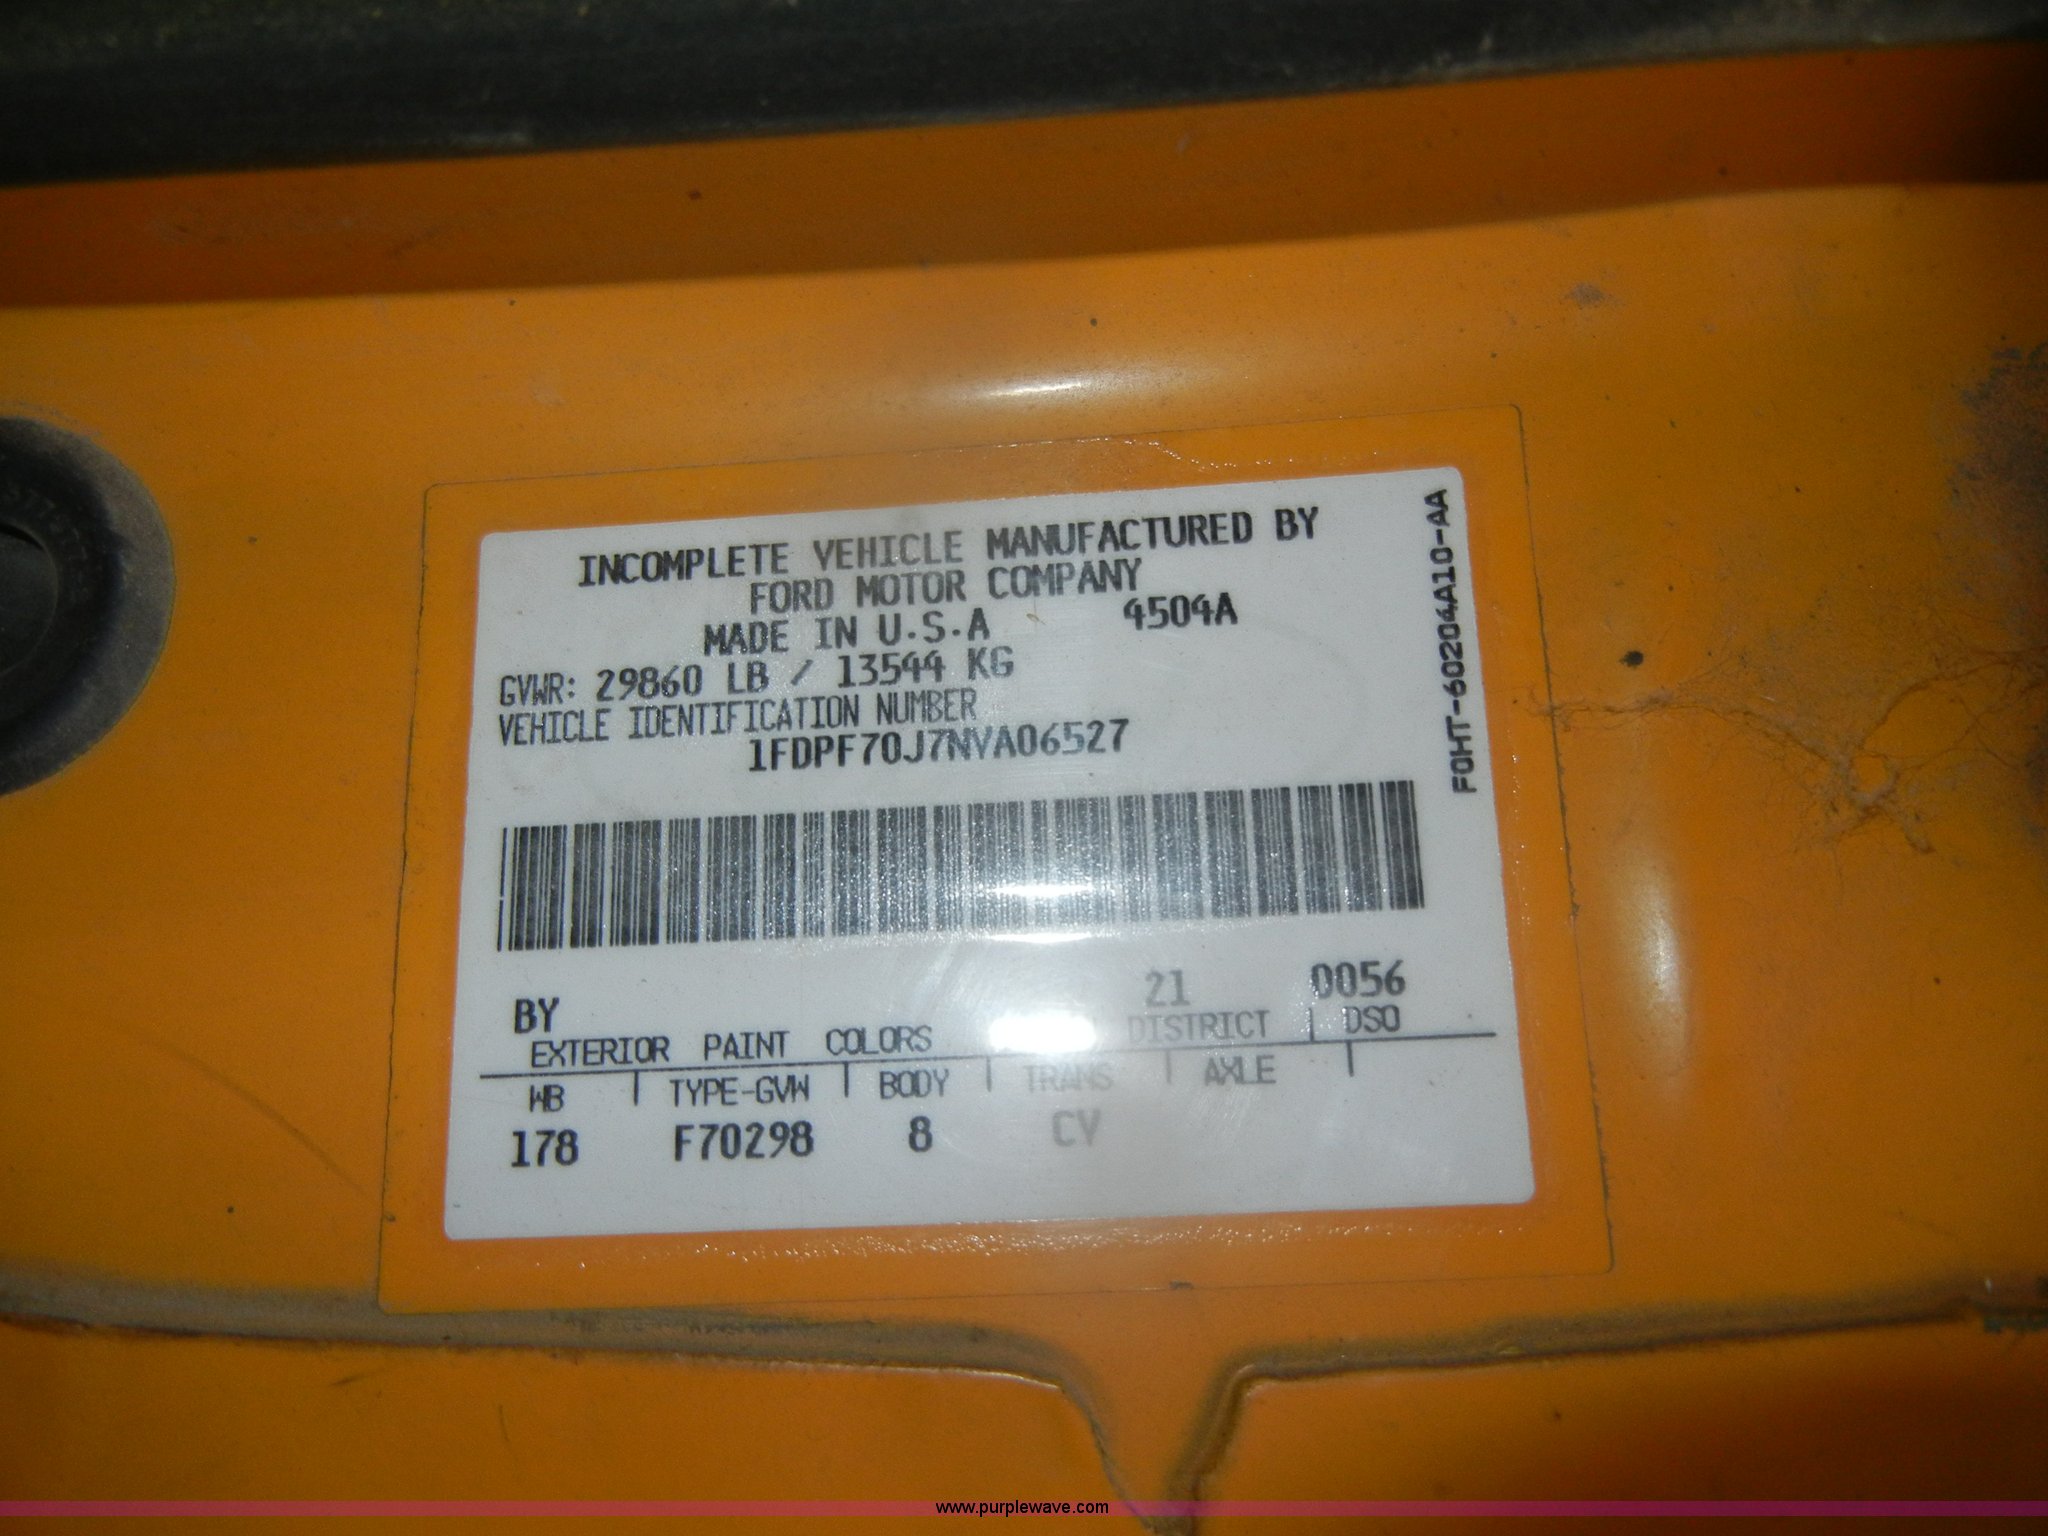 INCOMPLETE VEHICLE MANUFACTURED BY
FORD MOTOR COMPANY
MADE IN U.S.A 4504A
GVWR: 29860 LB / 13544 KG
VEHICLE IDENTIFICATION NUMBER
1FDPF70J7NVA06527
F0HT-60204A10-AA
BY 21 0056
EXTERIOR PAINT COLORS DISTRICT DSO
WB TYPE-GVW BODY TRANS AXLE
178 F70298 8 CV
www.purplewave.com